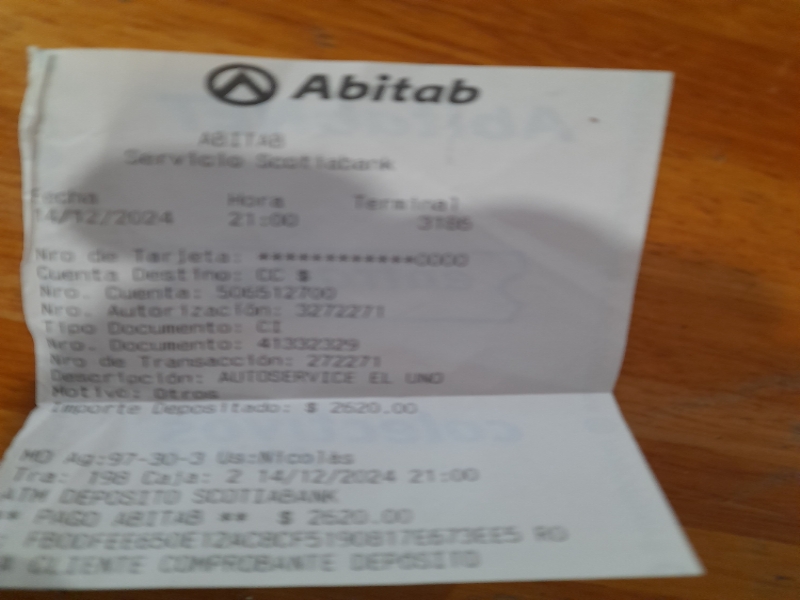 Abitab
ABITAB
Servicio Scotiabank
Fecha Hora Terminal
14/12/2024 21:00 3186
Nro de Tarjeta: ************0000
Cuenta Destino: CC $
Nro. Cuenta: 506512700
Nro. Autorización: 3272271
Tipo Documento: CI
Nro. Documento: 41332329
Nro de Transacción: 272271
Descripción: AUTOSERVICE EL UNO
Motivo: Otros
Importe Depositado: $ 2620.00
MD Ag:97-30-3 Us:Nicolás
Tra: 198 Caja: 2 14/12/2024 21:00
ATM DEPOSITO SCOTIABANK
** PAGO ABITAB ** $ 2620.00
RO
CLIENTE COMPROBANTE DEPOSITO